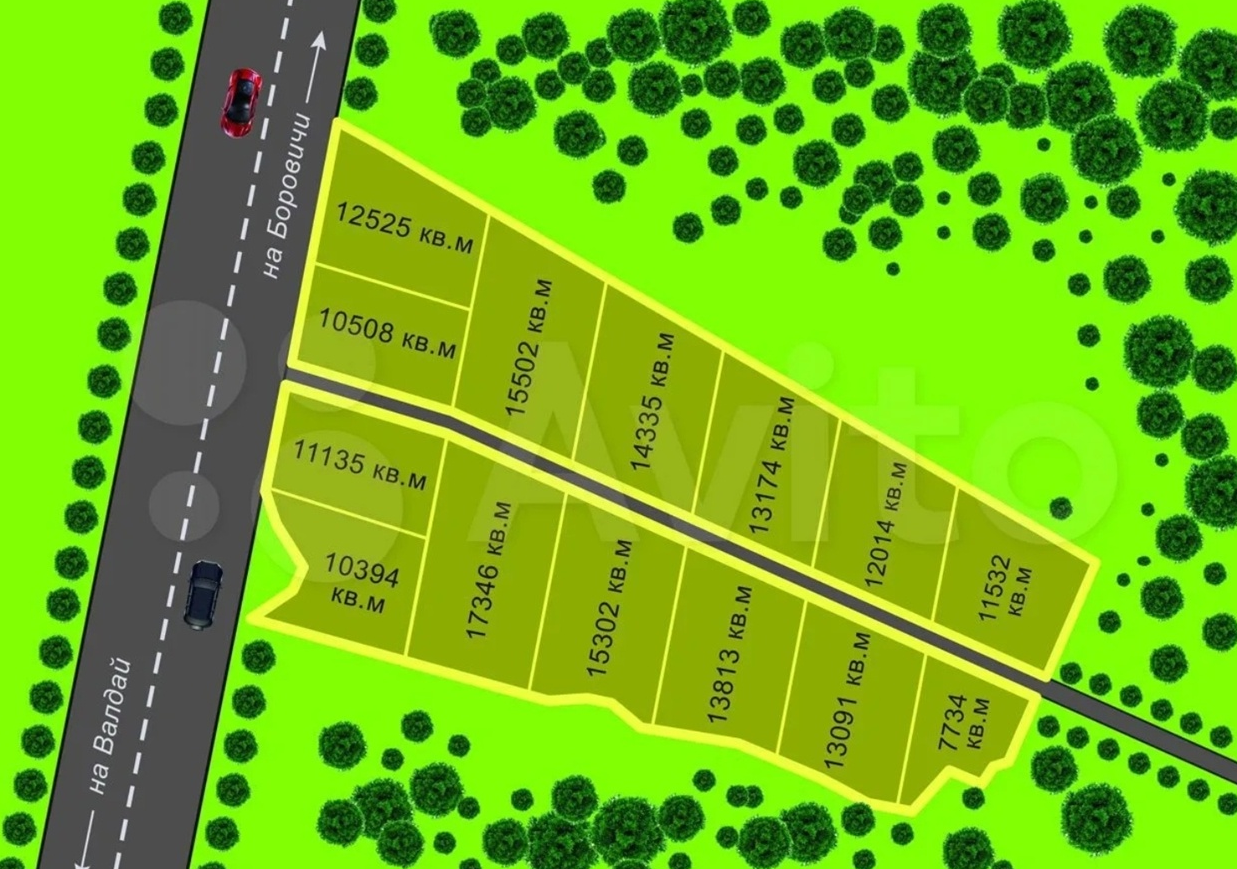 на Боровичи
12525 кв.м
10508 кв.м
15502 кв.м
14335 кв.м
13174 кв.м
12014 кв.м
11532
кв.м
11135 кв.м
10394
кв.м
17346 кв.м
15302 кв.м
13813 кв.м
13091 кв.м
7734
кв.м
на Валдай
Avito